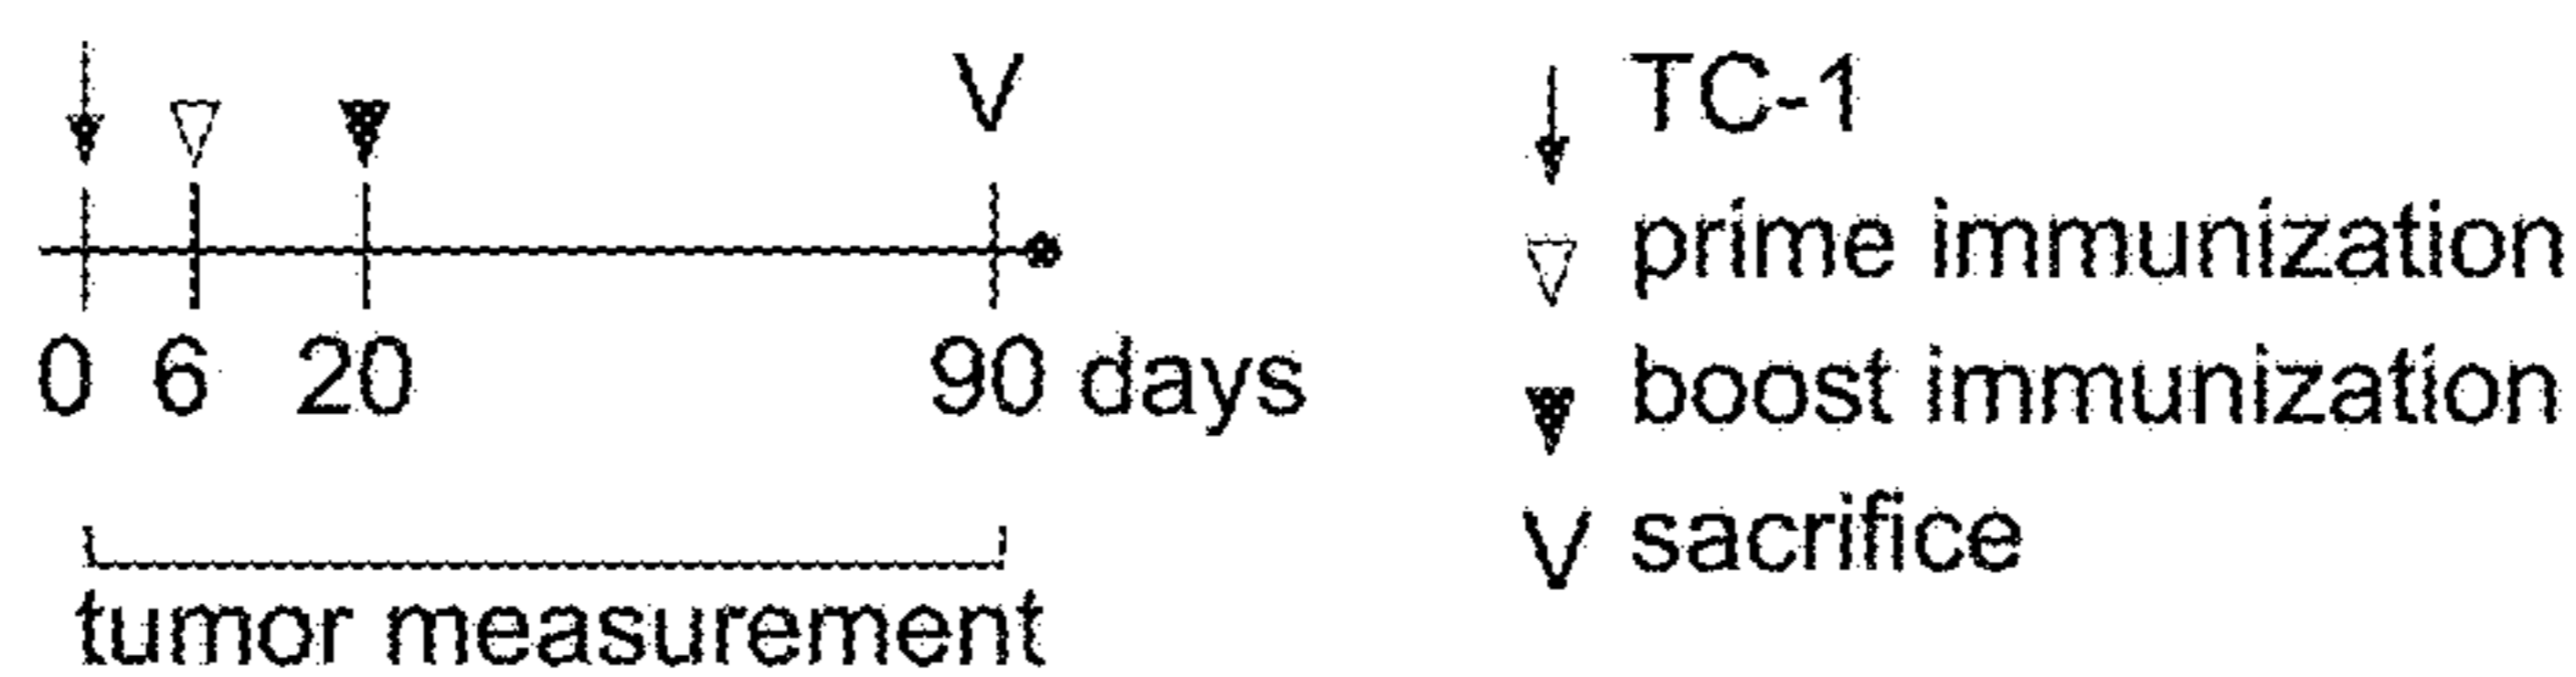 V
0 6 20 90 days
tumor measurement
TC-1
prime immunization
boost immunization
V sacrifice